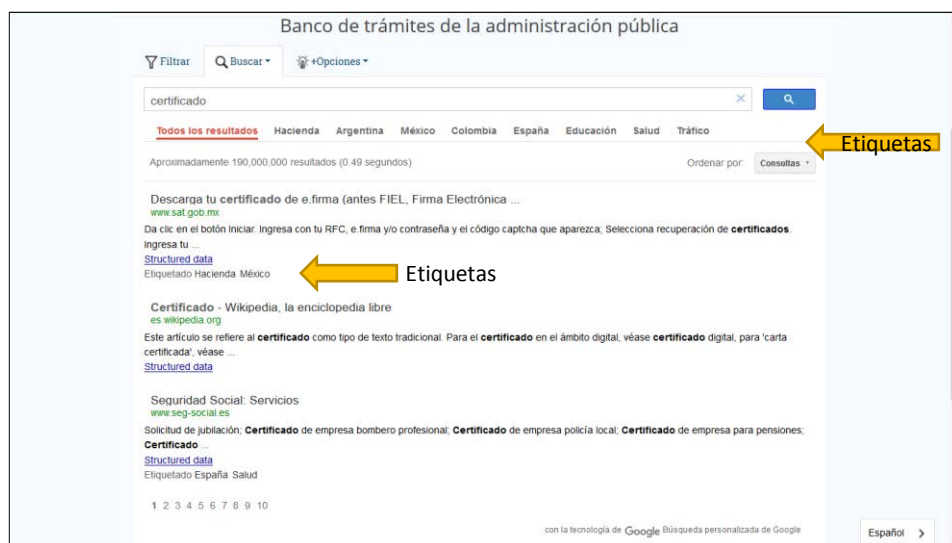 Banco de trámites de la administración pública
Filtrar Buscar +Opciones
certificado
Todos los resultados Hacienda Argentina México Colombia España Educación Salud Tráfico
Etiquetas
Aproximadamente 190,000,000 resultados (0.49 segundos) Ordenar por: Consultas
Descarga tu certificado de e.firma (antes FIEL, Firma Electrónica ...
www.sat.gob.mx
Da clic en el botón Iniciar. Ingresa con tu RFC, e.firma y/o contraseña y el código captcha que aparezca; Selecciona recuperación de certificados.
Ingresa tu ...
Structured data
Etiquetado Hacienda México
Etiquetas
Certificado - Wikipedia, la enciclopedia libre
es.wikipedia.org
Este artículo se refiere al certificado como tipo de texto tradicional. Para el certificado en el ámbito digital, véase certificado digital, para 'carta
certificada', véase ...
Structured data
Seguridad Social: Servicios
www.seg-social.es
Solicitud de jubilación; Certificado de empresa bombero profesional; Certificado de empresa policía local; Certificado de empresa para pensiones;
Certificado ...
Structured data
Etiquetado España Salud
1 2 3 4 5 6 7 8 9 10
con la tecnología de Google Búsqueda personalizada de Google
Español